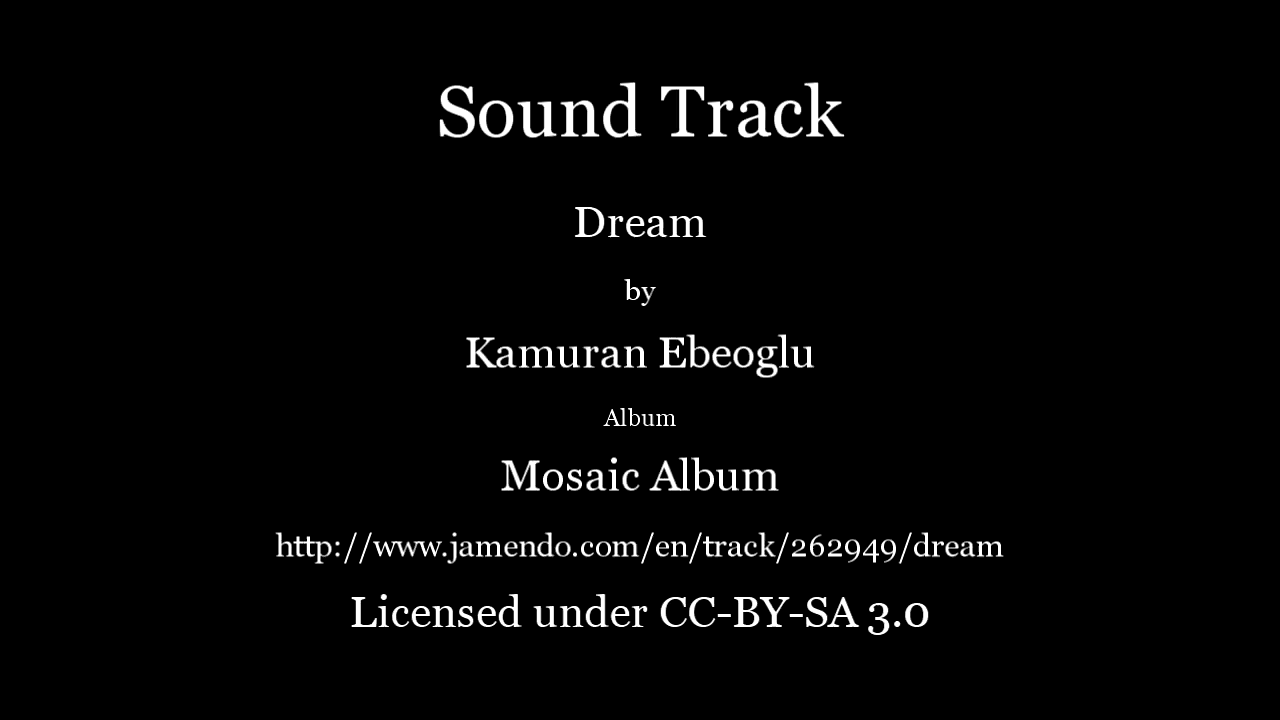 Sound Track
Dream
by
Kamuran Ebeoglu
Album
Mosaic Album
http://www.jamendo.com/en/track/262949/dream
Licensed under CC-BY-SA 3.0